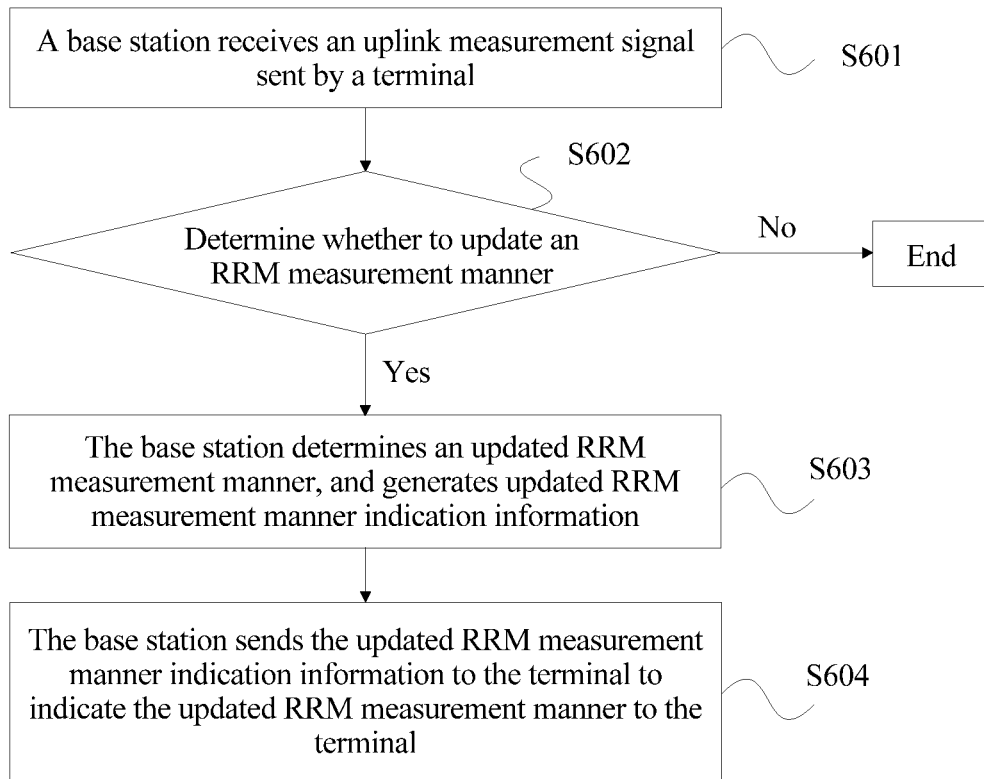 A base station receives an uplink measurement signal
sent by a terminal
S601
S602
Determine whether to update an
RRM measurement manner
No
End
Yes
The base station determines an updated RRM
measurement manner, and generates updated RRM
measurement manner indication information
S603
The base station sends the updated RRM measurement
manner indication information to the terminal to
indicate the updated RRM measurement manner to the
terminal
S604